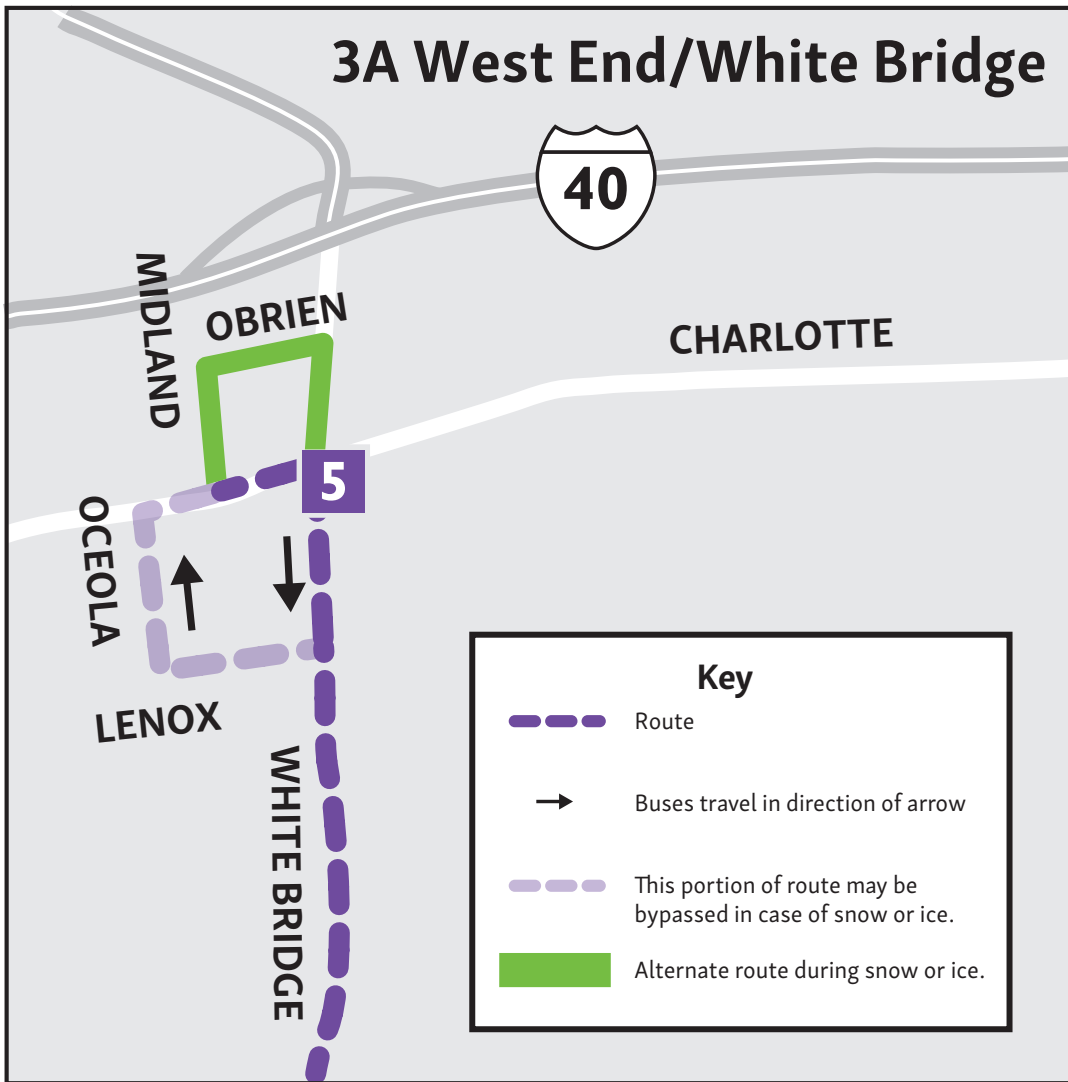 3A West End/White Bridge
40
MIDLAND
OBRIEN
CHARLOTTE
5
OCEOLA
LENOX
WHITE BRIDGE
Key
Route
Buses travel in direction of arrow
This portion of route may be
bypassed in case of snow or ice.
Alternate route during snow or ice.